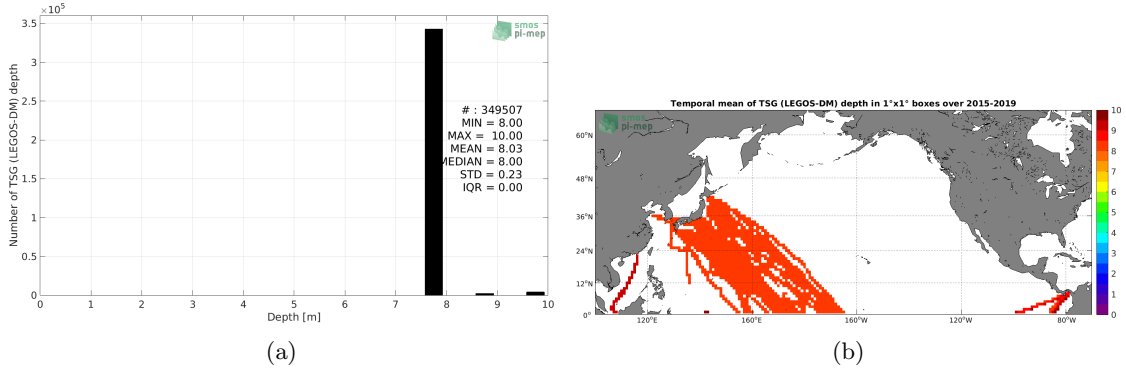 ×10⁵
3.5
3
2.5
2
1.5
1
0.5
0
Number of TSG (LEGOS-DM) depth
smos
pi-mep
# : 349507
MIN = 8.00
MAX = 10.00
MEAN = 8.03
MEDIAN = 8.00
STD = 0.23
IQR = 0.00
0 1 2 3 4 5 6 7 8 9 10
Depth [m]
(a)
Temporal mean of TSG (LEGOS-DM) depth in 1°x1° boxes over 2015-2019
smos
pi-mep
60°N
48°N
36°N
24°N
12°N
0°
120°E 160°E 160°W 120°W 80°W
10
9
8
7
6
5
4
3
2
1
0
(b)